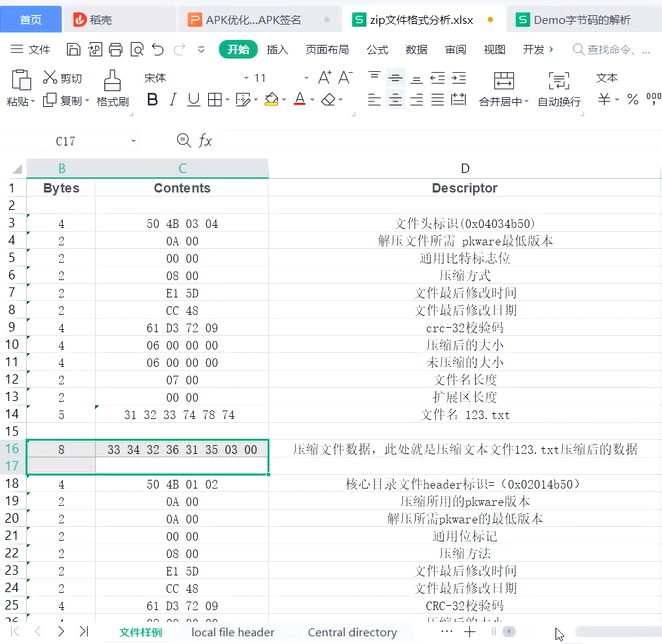 首页 稻壳 APK优化...APK签名 zip文件格式分析.xlsx Demo字节码的解析
文件 开始 插入 页面布局 公式 数据 审阅 视图 开发 查找命令、...
粘贴 剪切 复制 格式刷 宋体 11 A+ A- B I U A 合并居中 自动换行 文本 ¥ %
C17 fx
B C D
1 Bytes Contents Descriptor
2
3 4 50 4B 03 04 文件头标识(0x04034b50)
4 2 0A 00 解压文件所需 pkware最低版本
5 2 00 00 通用比特标志位
6 2 08 00 压缩方式
7 2 E1 5D 文件最后修改时间
8 2 CC 48 文件最后修改日期
9 4 61 D3 72 09 crc-32校验码
10 4 06 00 00 00 压缩后的大小
11 4 06 00 00 00 未压缩的大小
12 2 07 00 文件名长度
13 2 00 00 扩展区长度
14 5 31 32 33 74 78 74 文件名 123.txt
15
16 8 33 34 32 36 31 35 03 00 压缩文件数据，此处就是压缩文本文件123.txt压缩后的数据
17
18 4 50 4B 01 02 核心目录文件header标识=（0x02014b50）
19 2 0A 00 压缩所用的pkware版本
20 2 0A 00 解压所需pkware的最低版本
21 2 00 00 通用位标记
22 2 08 00 压缩方法
23 2 E1 5D 文件最后修改时间
24 2 CC 48 文件最后修改日期
25 4 61 D3 72 09 CRC-32校验码
文件样例 local file header Central directory ...